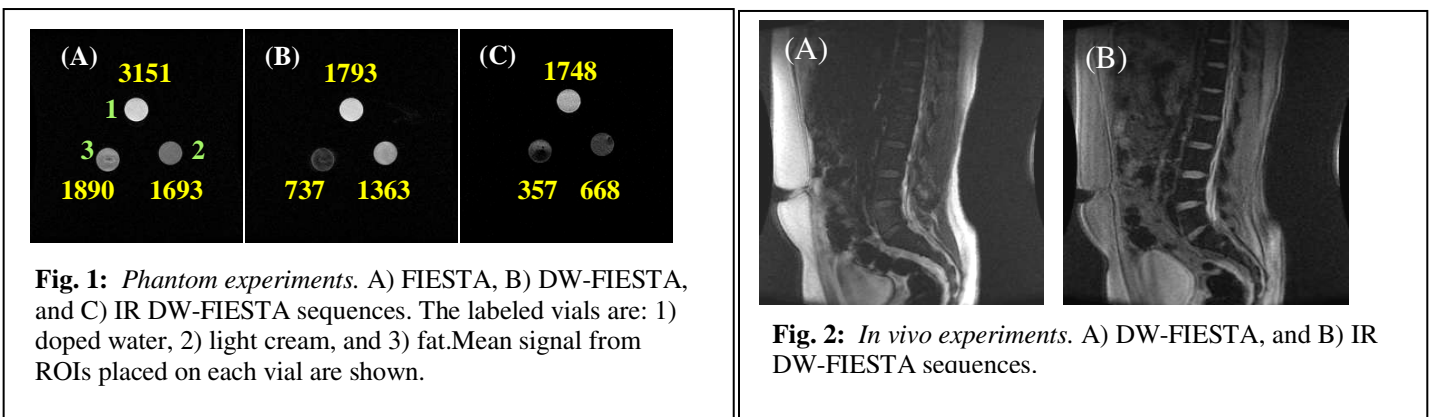 (A)
3151
1
3
2
1890 1693
(B)
1793
737 1363
(C)
1748
357 668
Fig. 1: Phantom experiments. A) FIESTA, B) DW-FIESTA,
and C) IR DW-FIESTA sequences. The labeled vials are: 1)
doped water, 2) light cream, and 3) fat.Mean signal from
ROIs placed on each vial are shown.
(A)
(B)
Fig. 2: In vivo experiments. A) DW-FIESTA, and B) IR
DW-FIESTA sequences.